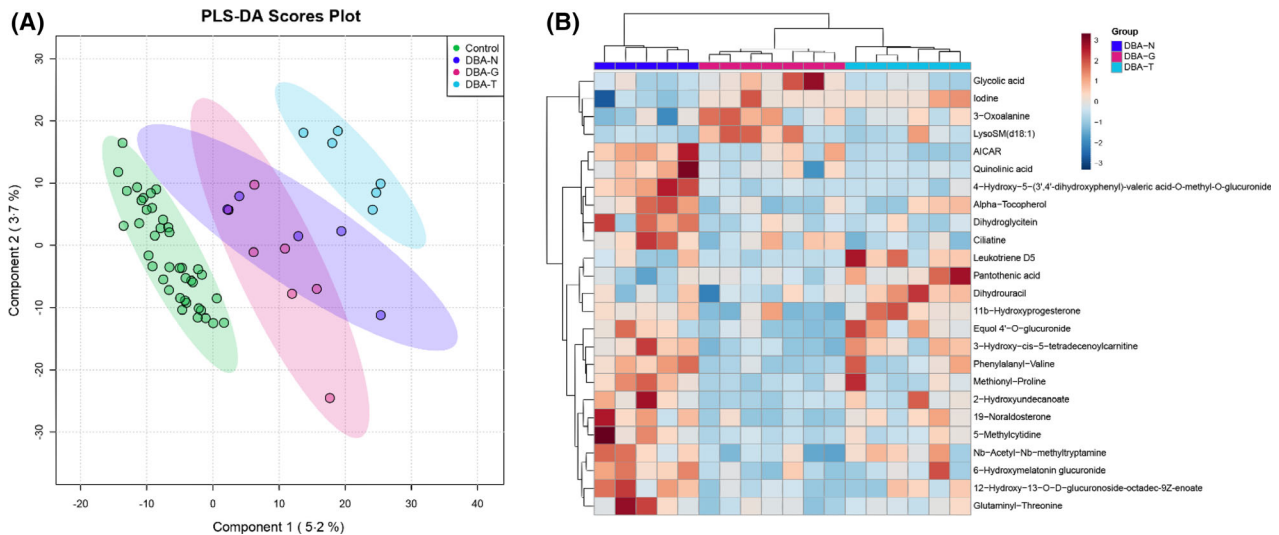 (A)
PLS-DA Scores Plot
Control
DBA-N
DBA-G
DBA-T
Component 2 ( 3·7 %)
30
20
10
0
-10
-20
-30
-20 -10 0 10 20 30 40
Component 1 ( 5·2 %)
(B)
3
2
1
0
−1
−2
−3
Group
DBA−N
DBA−G
DBA−T
Glycolic acid
Iodine
3−Oxoalanine
LysoSM(d18:1)
AICAR
Quinolinic acid
4−Hydroxy−5−(3',4'−dihydroxyphenyl)−valeric acid−O−methyl−O−glucuronide
Alpha−Tocopherol
Dihydroglycitein
Ciliatine
Leukotriene D5
Pantothenic acid
Dihydrouracil
11b−Hydroxyprogesterone
Equol 4'−O−glucuronide
3−Hydroxy−cis−5−tetradecenoylcarnitine
Phenylalanyl−Valine
Methionyl−Proline
2−Hydroxyundecanoate
19−Noraldosterone
5−Methylcytidine
Nb−Acetyl−Nb−methyltryptamine
6−Hydroxymelatonin glucuronide
12−Hydroxy−13−O−D−glucuronoside−octadec−9Z−enoate
Glutaminyl−Threonine